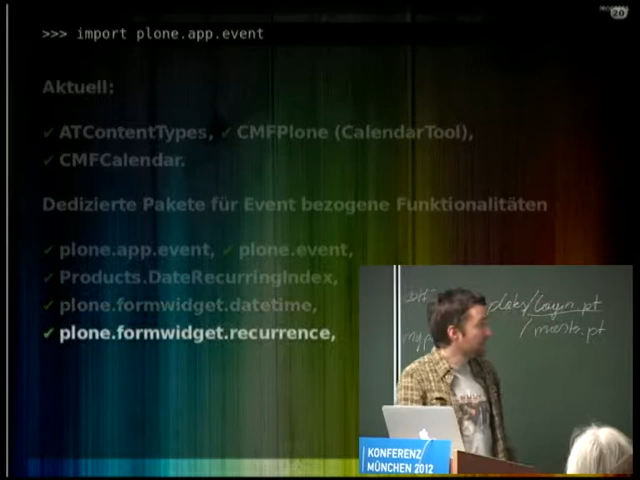 20
>>> import plone.app.event
Aktuell:
✓ ATContentTypes, ✓ CMFPlone (CalendarTool),
✓ CMFCalendar.
Dedizierte Pakete für Event bezogene Funktionalitäten
✓ plone.app.event, ✓ plone.event,
✓ Products.DateRecurringIndex,
✓ plone.formwidget.datetime,
✓ plone.formwidget.recurrence,
KONFERENZ
MÜNCHEN 2012